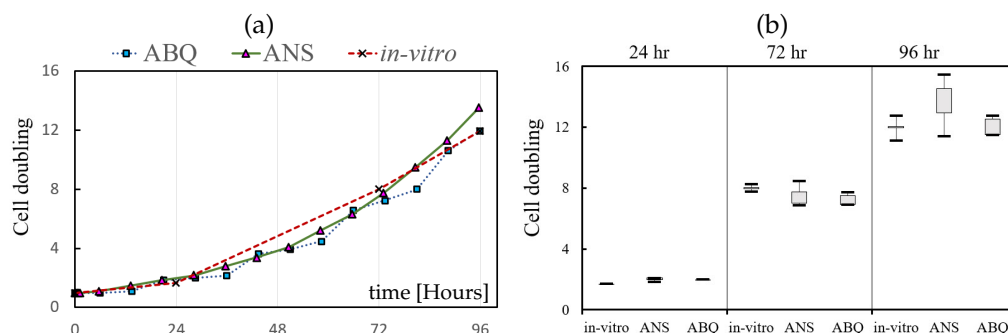 (a)
ABQ ANS in-vitro
16
12
8
4
0
Cell doubling
time [Hours]
0 24 48 72 96
(b)
24 hr 72 hr 96 hr
16
12
8
4
0
Cell doubling
in-vitro ANS ABQ in-vitro ANS ABQ in-vitro ANS ABQ